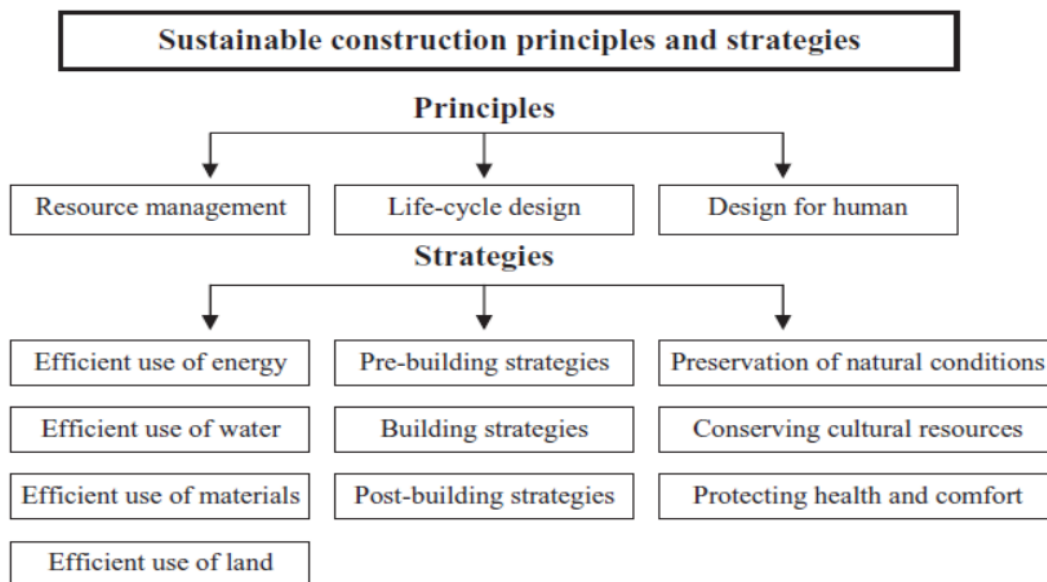 Sustainable construction principles and strategies
Principles
Resource management
Life-cycle design
Design for human
Strategies
Efficient use of energy
Pre-building strategies
Preservation of natural conditions
Efficient use of water
Building strategies
Conserving cultural resources
Efficient use of materials
Post-building strategies
Protecting health and comfort
Efficient use of land